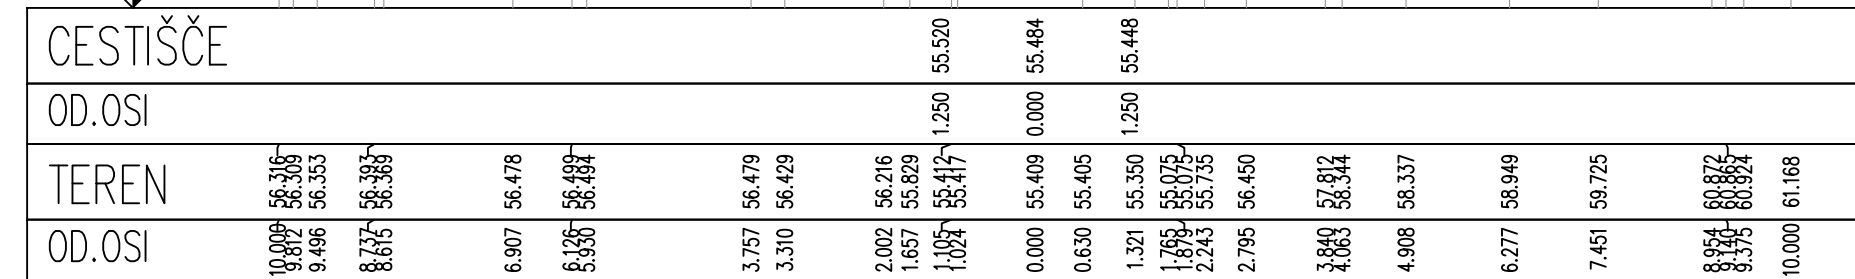 CESTIŠČE 55.520 55.484 55.448
OD.OSI 1.250 0.000 1.250
TEREN 56.316 56.309 56.353 56.393 56.369 56.478 56.499 56.494 56.479 56.429 56.216 55.829 55.412 55.417 55.409 55.405 55.350 55.075 55.075 55.735 56.450 57.812 58.344 58.337 58.949 59.725 60.872 60.865 60.924 61.168
OD.OSI 10.000 9.812 9.496 8.737 8.615 6.907 6.126 5.930 3.757 3.310 2.002 1.657 1.105 1.024 0.000 0.630 1.321 1.765 1.879 2.243 2.795 3.840 4.063 4.908 6.277 7.451 8.954 9.140 9.375 10.000